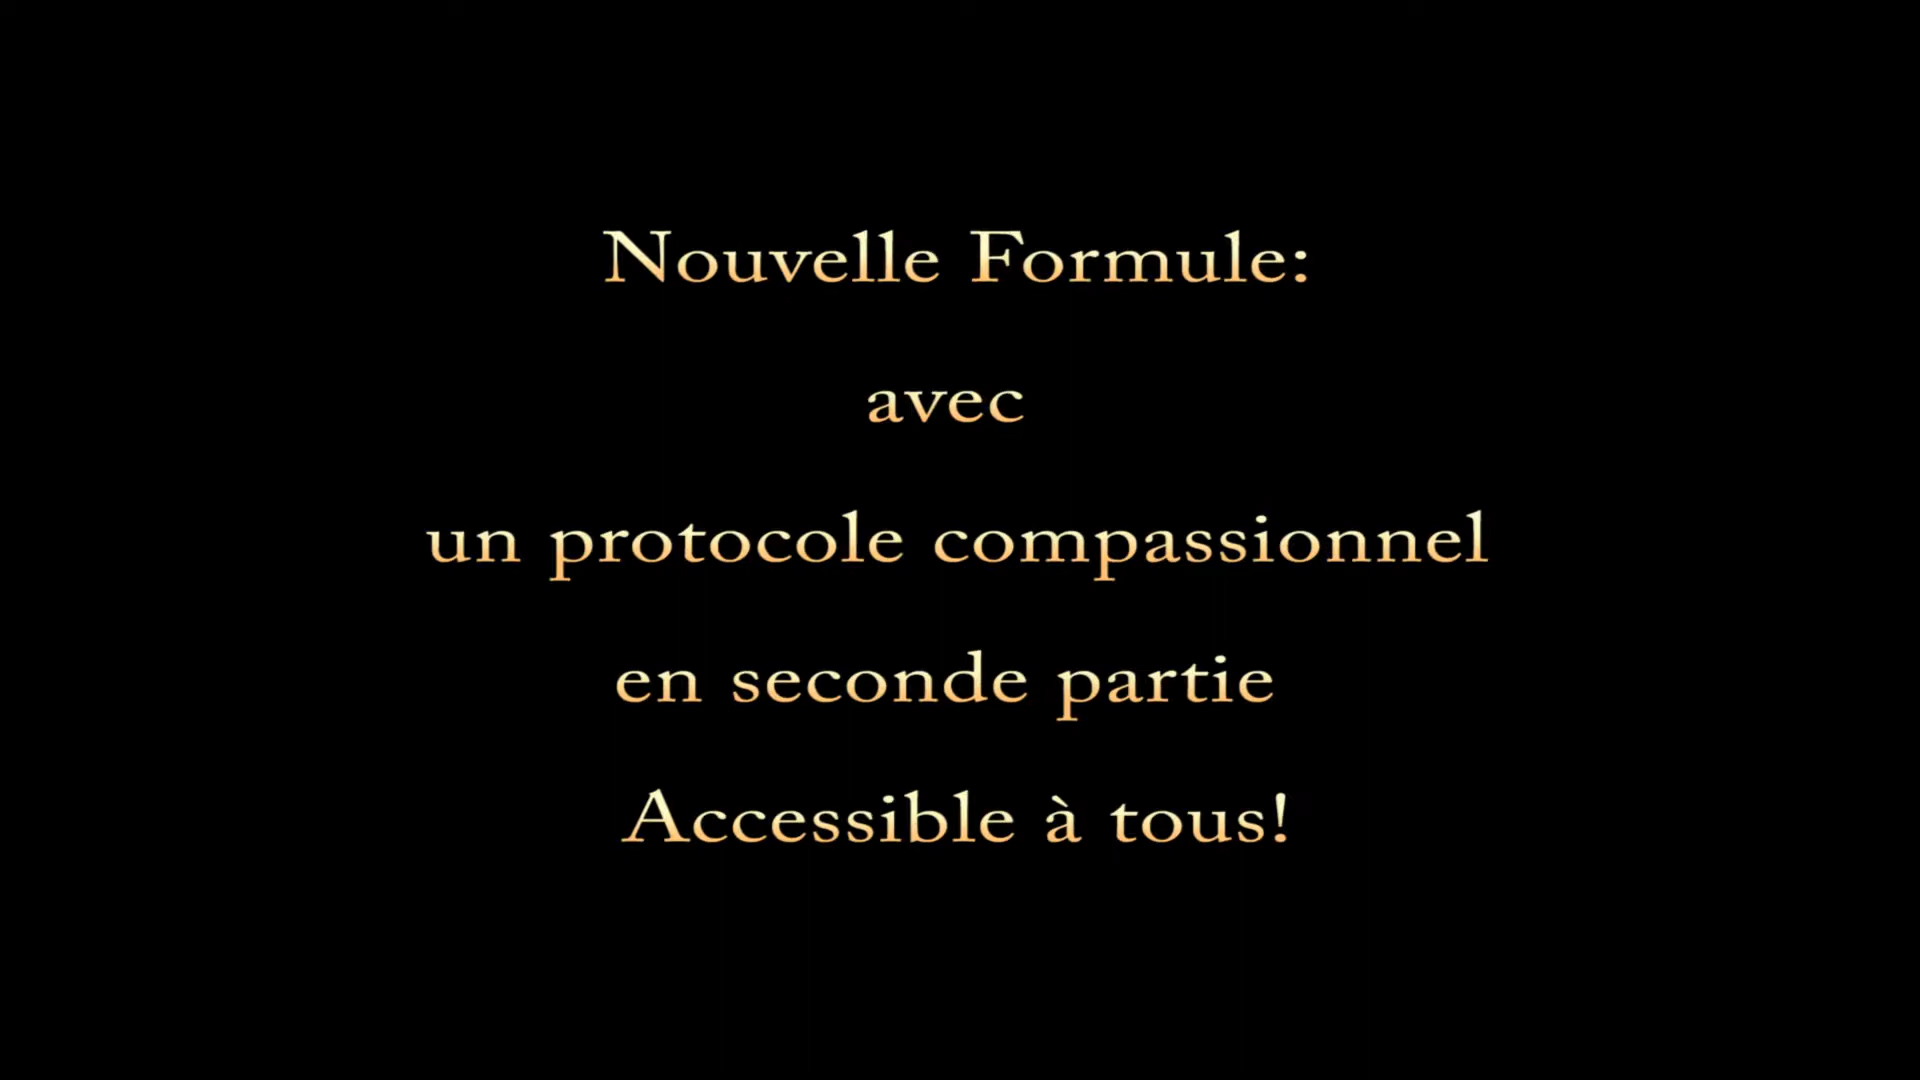 Nouvelle Formule:
avec
un protocole compassionnel
en seconde partie
Accessible à tous!